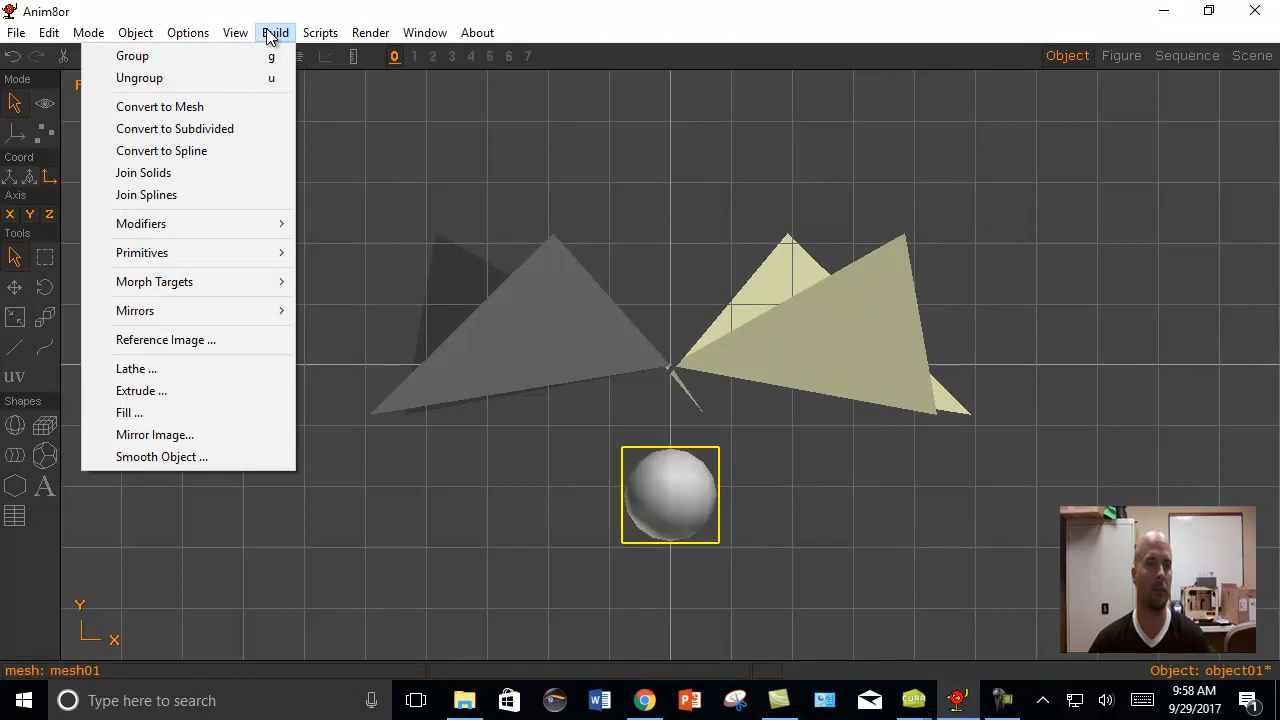 Anim8or
File Edit Mode Object Options View Build Scripts Render Window About
0 1 2 3 4 5 6 7 Object Figure Sequence Scene
Mode
Coord
Axis
X Y Z
Tools
uv
Shapes
A
Group g
Ungroup u
Convert to Mesh
Convert to Subdivided
Convert to Spline
Join Solids
Join Splines
Modifiers
Primitives
Morph Targets
Mirrors
Reference Image ...
Lathe ...
Extrude ...
Fill ...
Mirror Image...
Smooth Object ...
Y
X
mesh: mesh01 Object: object01*
Type here to search
CURA
9:58 AM
9/29/2017
1